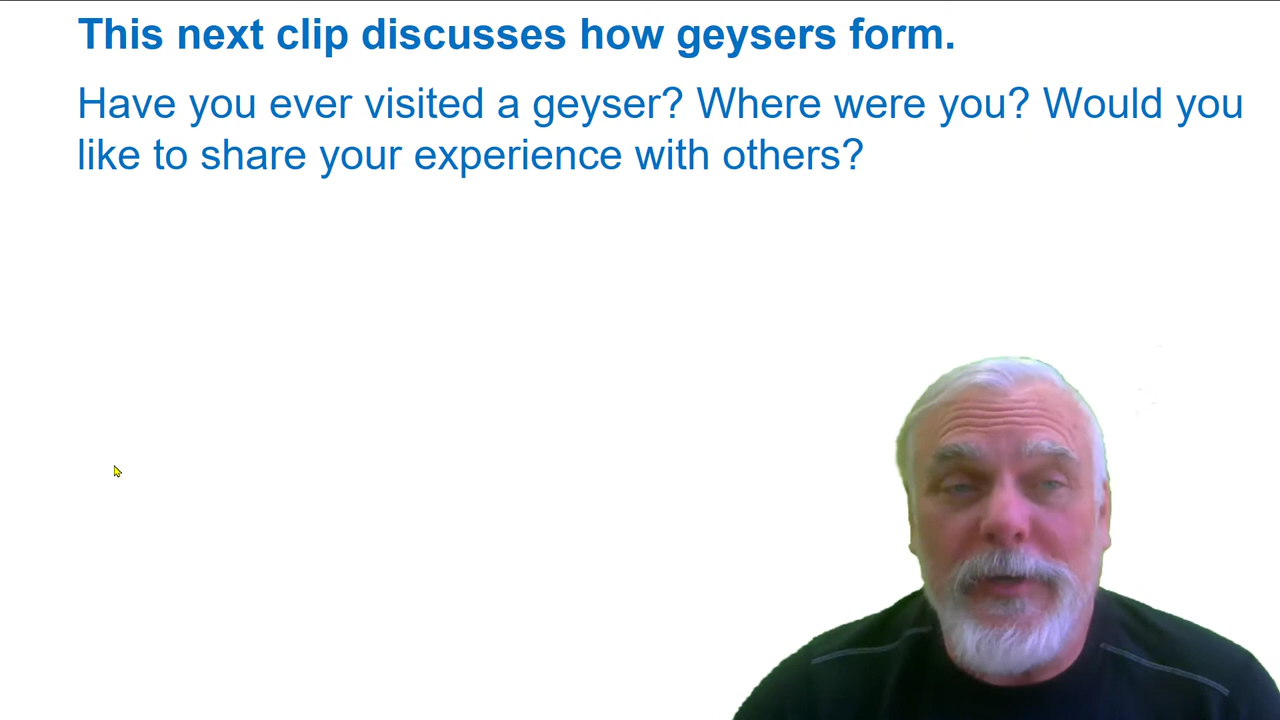 This next clip discusses how geysers form.
Have you ever visited a geyser? Where were you? Would you
like to share your experience with others?